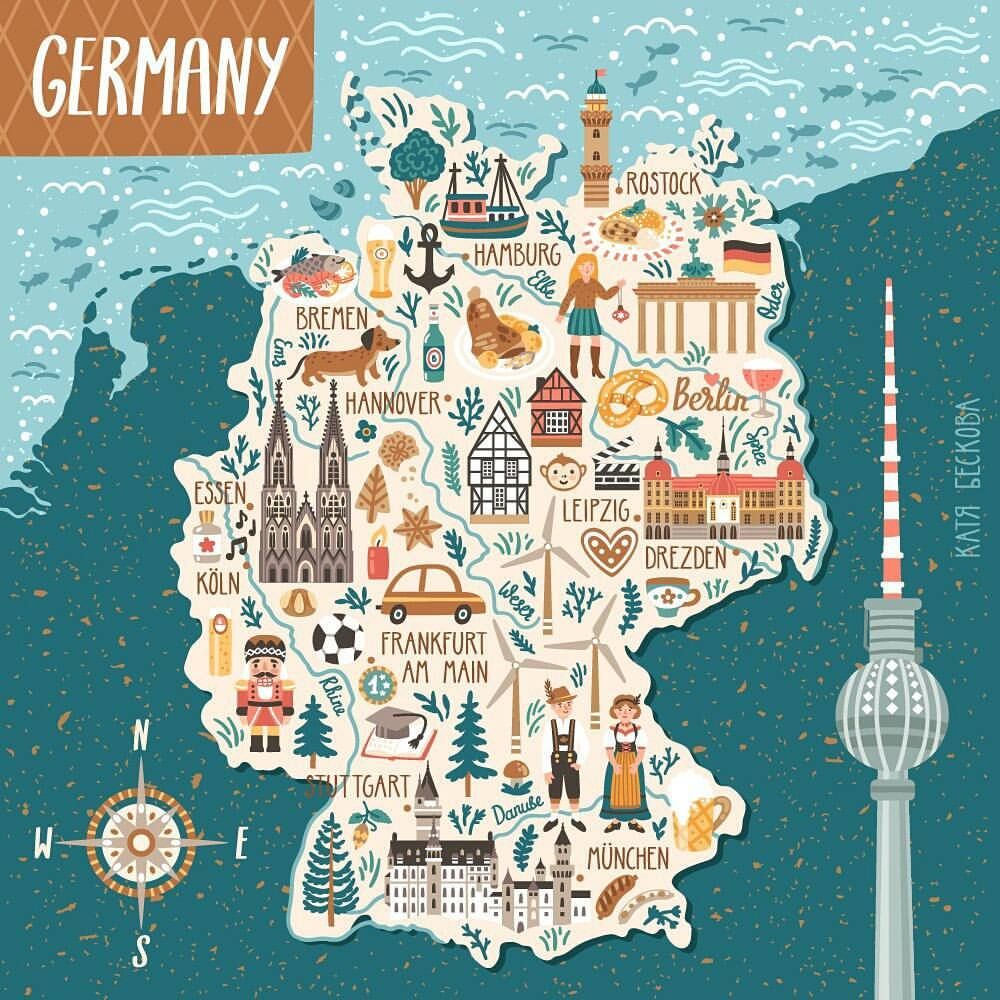 GERMANY
ROSTOCK
HAMBURG
Elbe
Oder
BREMEN
Ems
HANNOVER
Berlin
Spree
ESSEN
LEIPZIG
DREZDEN
KÖLN
Weser
FRANKFURT
AM MAIN
Rhine
13
STUTTGART
Danube
MÜNCHEN
N
W
E
S
КАТЯ БЕСКОВА